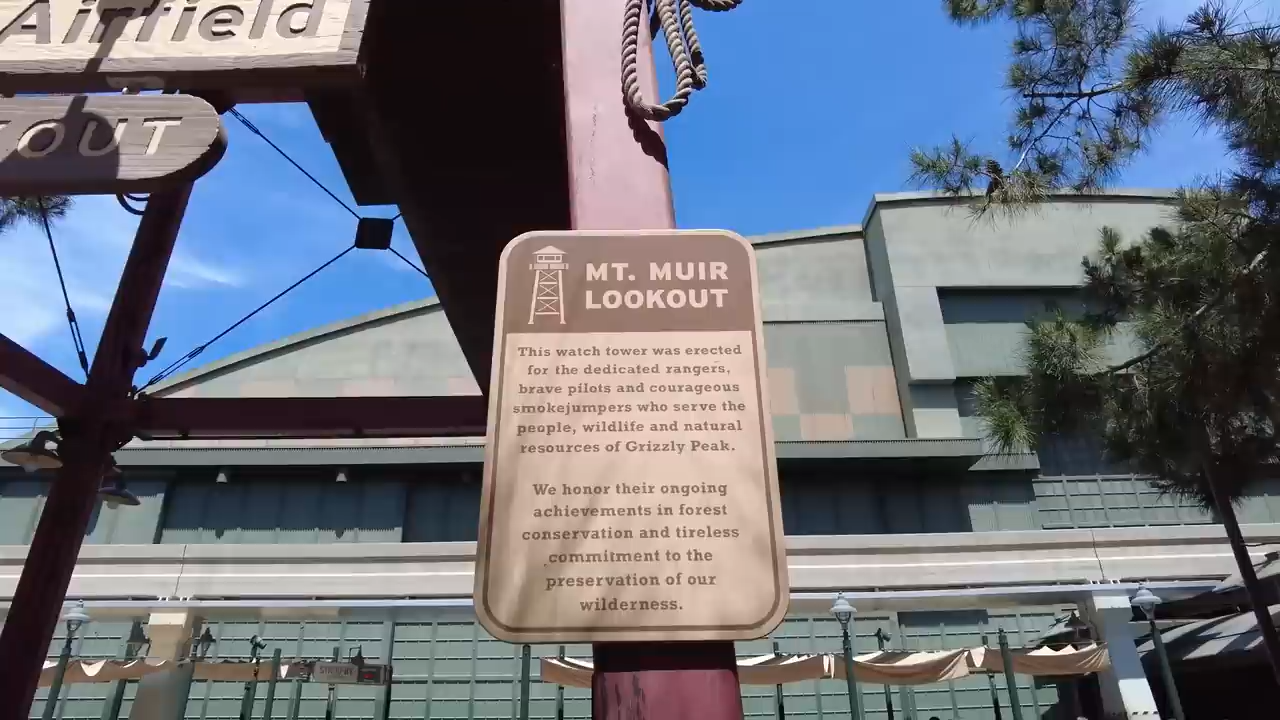 Airfield
OUT
MT. MUIR
LOOKOUT
This watch tower was erected
for the dedicated rangers,
brave pilots and courageous
smokejumpers who serve the
people, wildlife and natural
resources of Grizzly Peak.
We honor their ongoing
achievements in forest
conservation and tireless
commitment to the
preservation of our
wilderness.